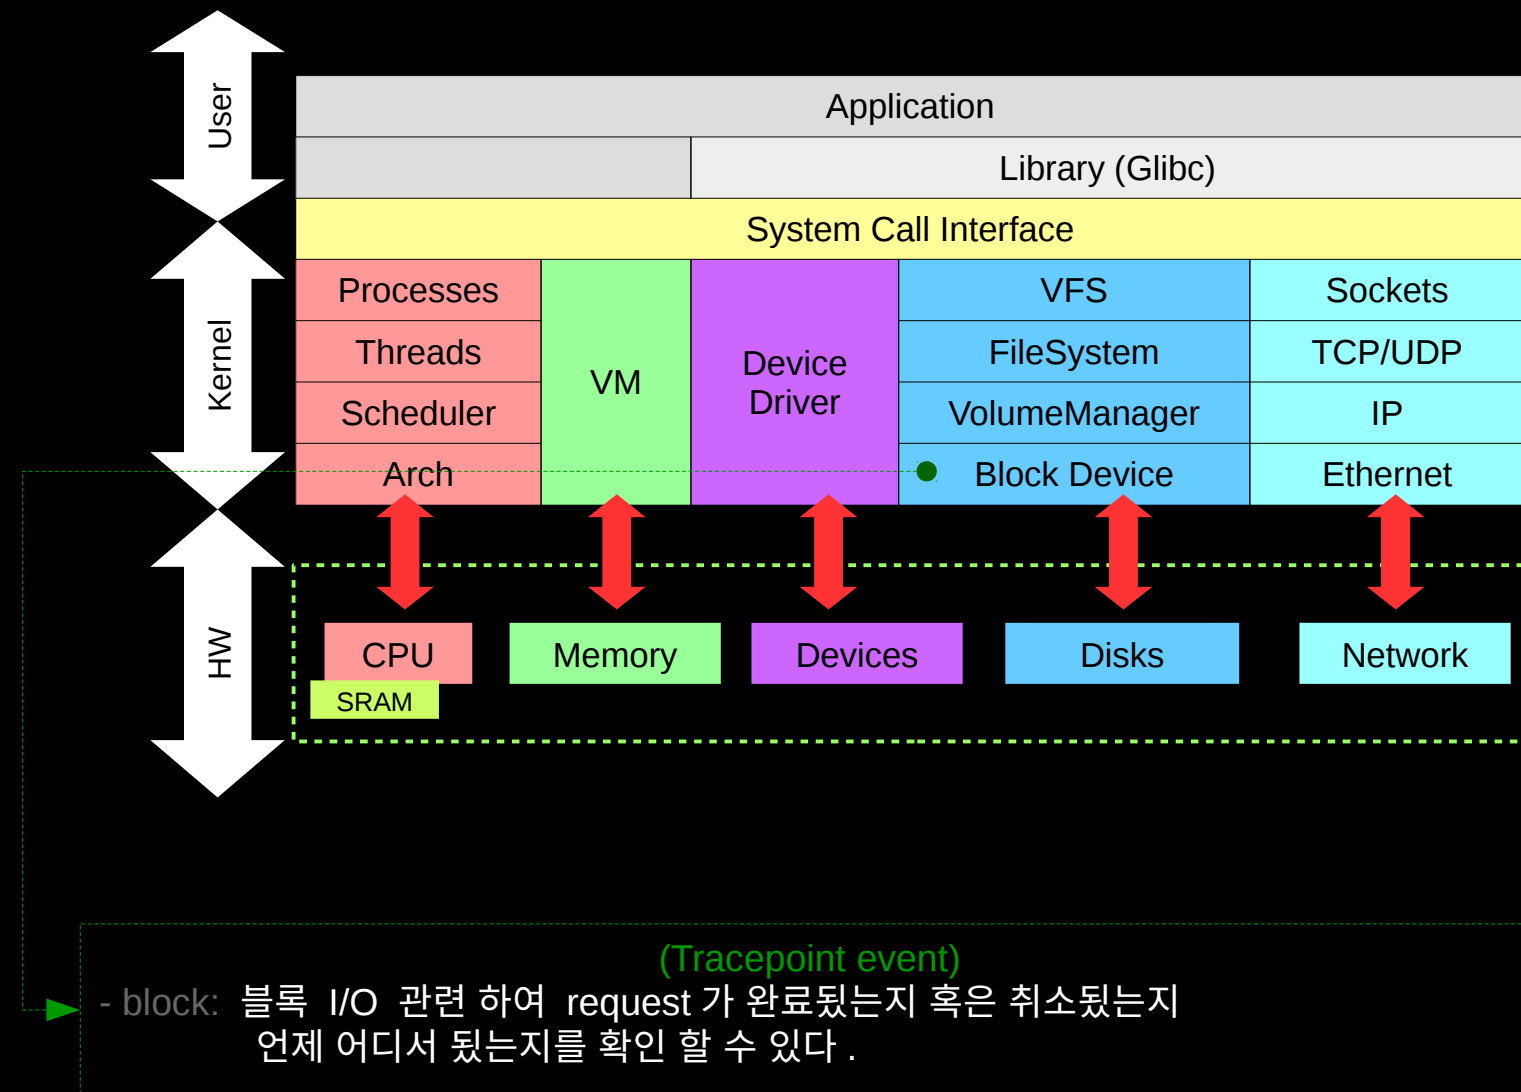 User
Application
Library (Glibc)
System Call Interface
Kernel
Processes
Threads
Scheduler
Arch
VM
Device
Driver
VFS
FileSystem
VolumeManager
Block Device
Sockets
TCP/UDP
IP
Ethernet
HW
CPU
SRAM
Memory
Devices
Disks
Network
(Tracepoint event)
- block: 블록 I/O 관련 하여 request 가 완료됬는지 혹은 취소됬는지
언제 어디서 됬는지를 확인 할 수 있다 .